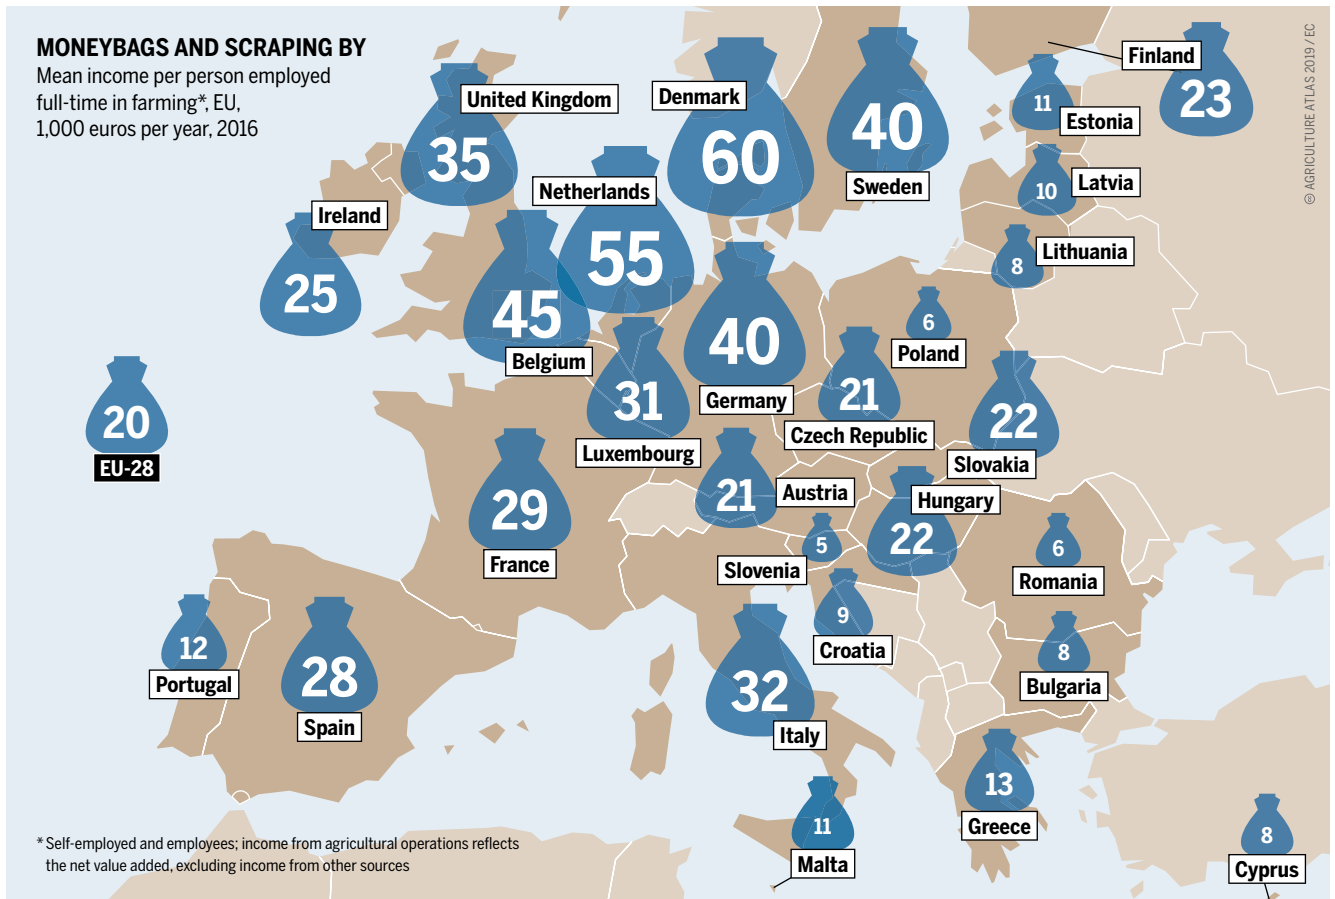 MONEYBAGS AND SCRAPING BY
Mean income per person employed
full-time in farming*, EU,
1,000 euros per year, 2016
© AGRICULTURE ATLAS 2019 / EC
United Kingdom
35
Denmark
60
40
Sweden
Finland
23
11
Estonia
10
Latvia
8
Lithuania
Ireland
25
Netherlands
55
45
Belgium
40
Germany
6
Poland
31
Luxembourg
21
Czech Republic
22
Slovakia
20
EU-28
29
France
21
Austria
Hungary
22
5
Slovenia
6
Romania
9
Croatia
8
Bulgaria
12
Portugal
28
Spain
32
Italy
13
Greece
11
Malta
8
Cyprus
* Self-employed and employees; income from agricultural operations reflects
the net value added, excluding income from other sources